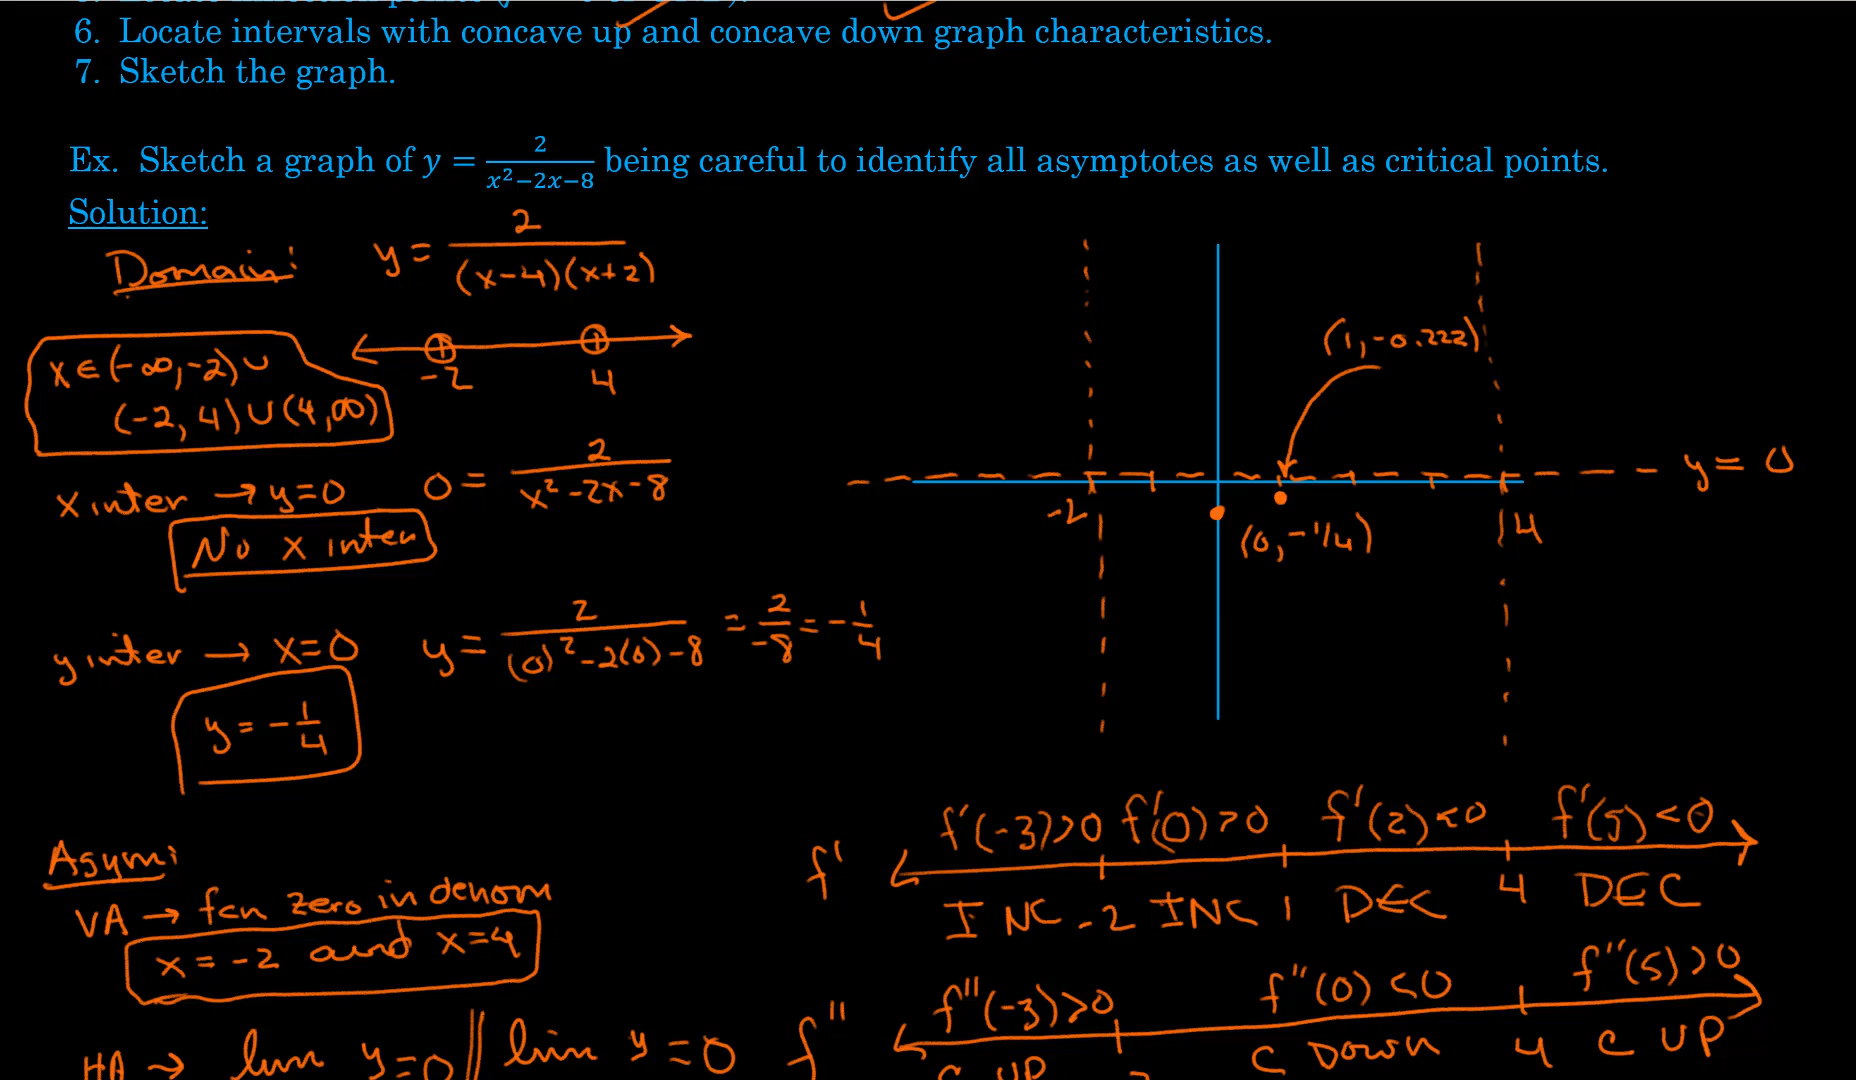 6. Locate intervals with concave up and concave down graph characteristics.
7. Sketch the graph.
Ex. Sketch a graph of y = 2/(x²−2x−8) being careful to identify all asymptotes as well as critical points.
Solution:
Domain: y = 2/((x-4)(x+2))
x ∈ (-∞,-2) ∪
(-2,4) ∪ (4,∞)
-2 4
x inter → y=0 0 = 2/(x²-2x-8)
No x inter
y inter → x=0 y = 2/((0)²-2(0)-8) = 2/-8 = -1/4
y = -1/4
Asym:
VA → fcn zero in denom
x = -2 and x=4
HA → lim y=0 || lim y=0
(1,-0.222)
y = 0
-2 (0,-1/4) 4
f' f'(-3)>0 f'(0)>0 f'(2)<0 f'(5)<0
INC -2 INC 1 DEC 4 DEC
f'' f''(-3)>0 f''(0)<0 f''(5)>0
C UP C DOWN 4 C UP